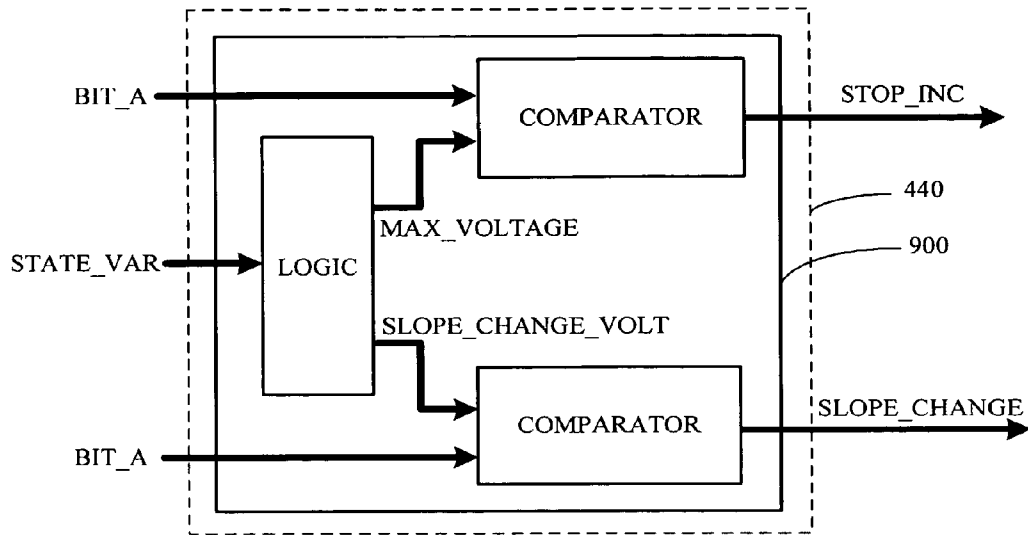 BIT_A
COMPARATOR
STOP_INC
440
MAX_VOLTAGE
900
STATE_VAR
LOGIC
SLOPE_CHANGE_VOLT
SLOPE_CHANGE
COMPARATOR
BIT_A